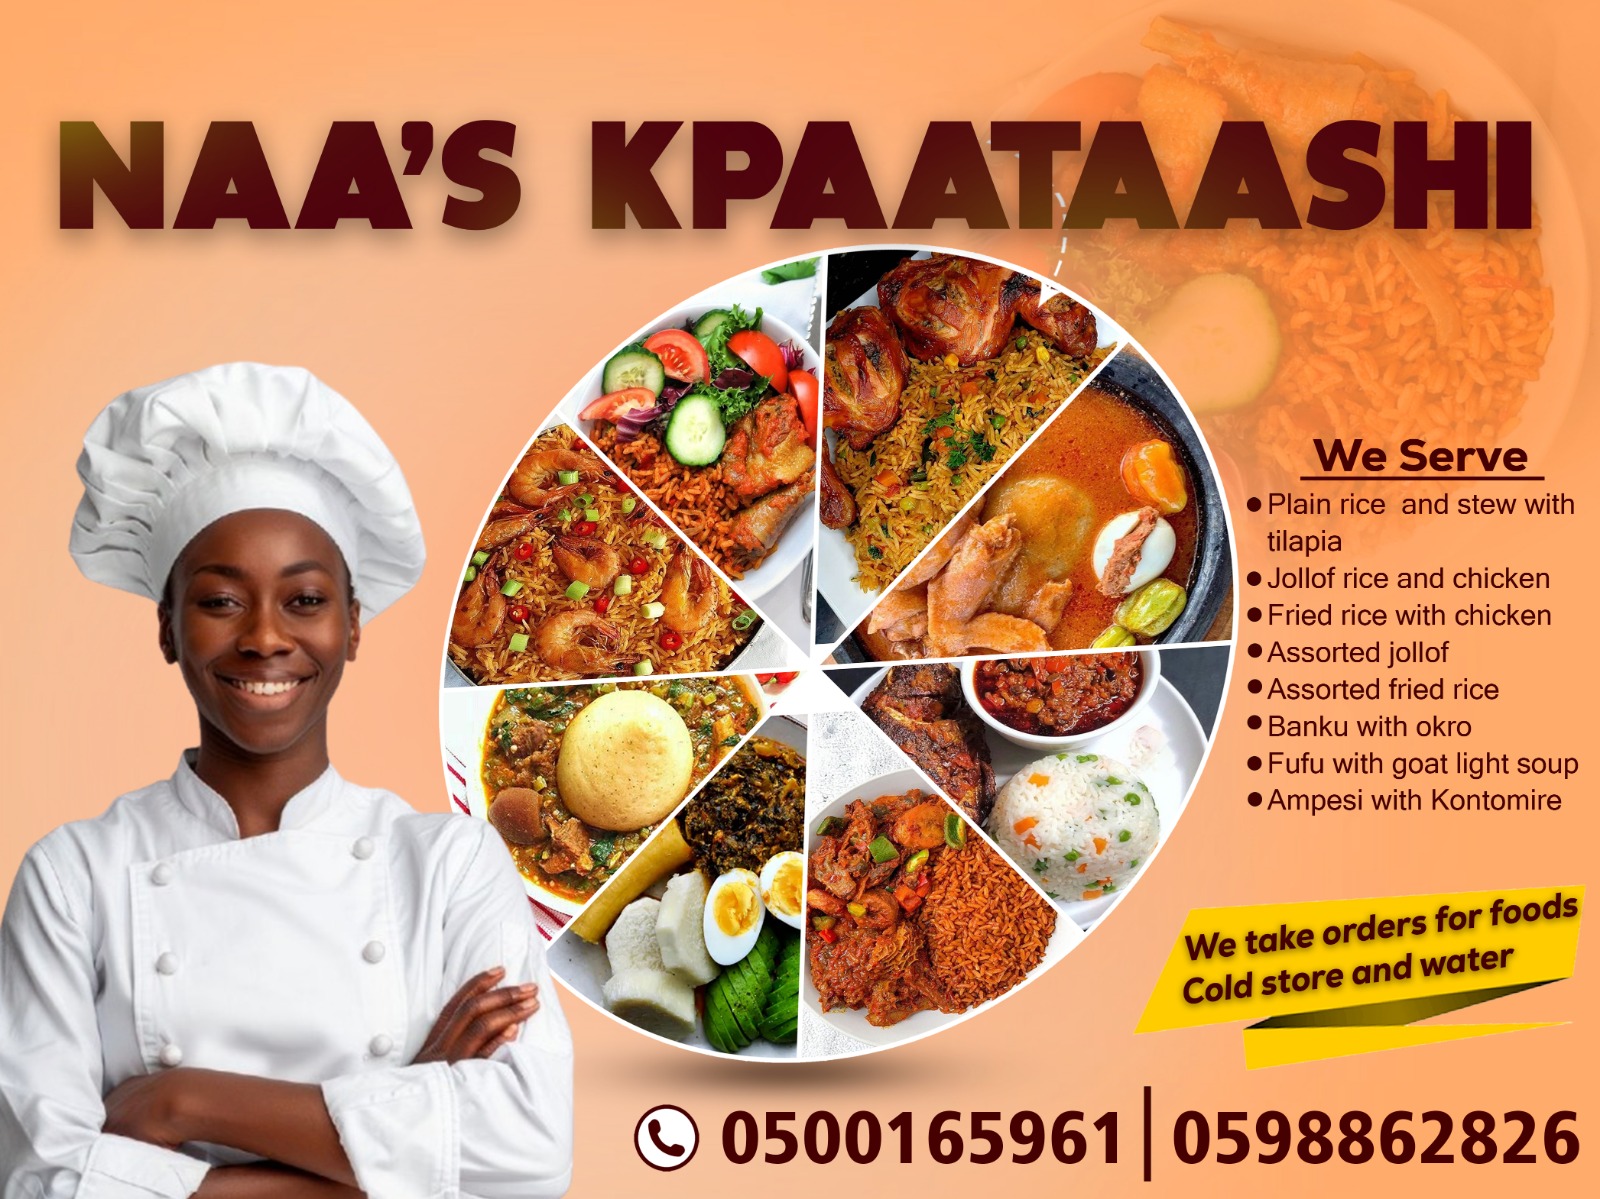 NAA'S KPAATAASHI
We Serve
Plain rice and stew with
tilapia
Jollof rice and chicken
Fried rice with chicken
Assorted jollof
Assorted fried rice
Banku with okro
Fufu with goat light soup
Ampesi with Kontomire
We take orders for foods
Cold store and water
0500165961 | 0598862826